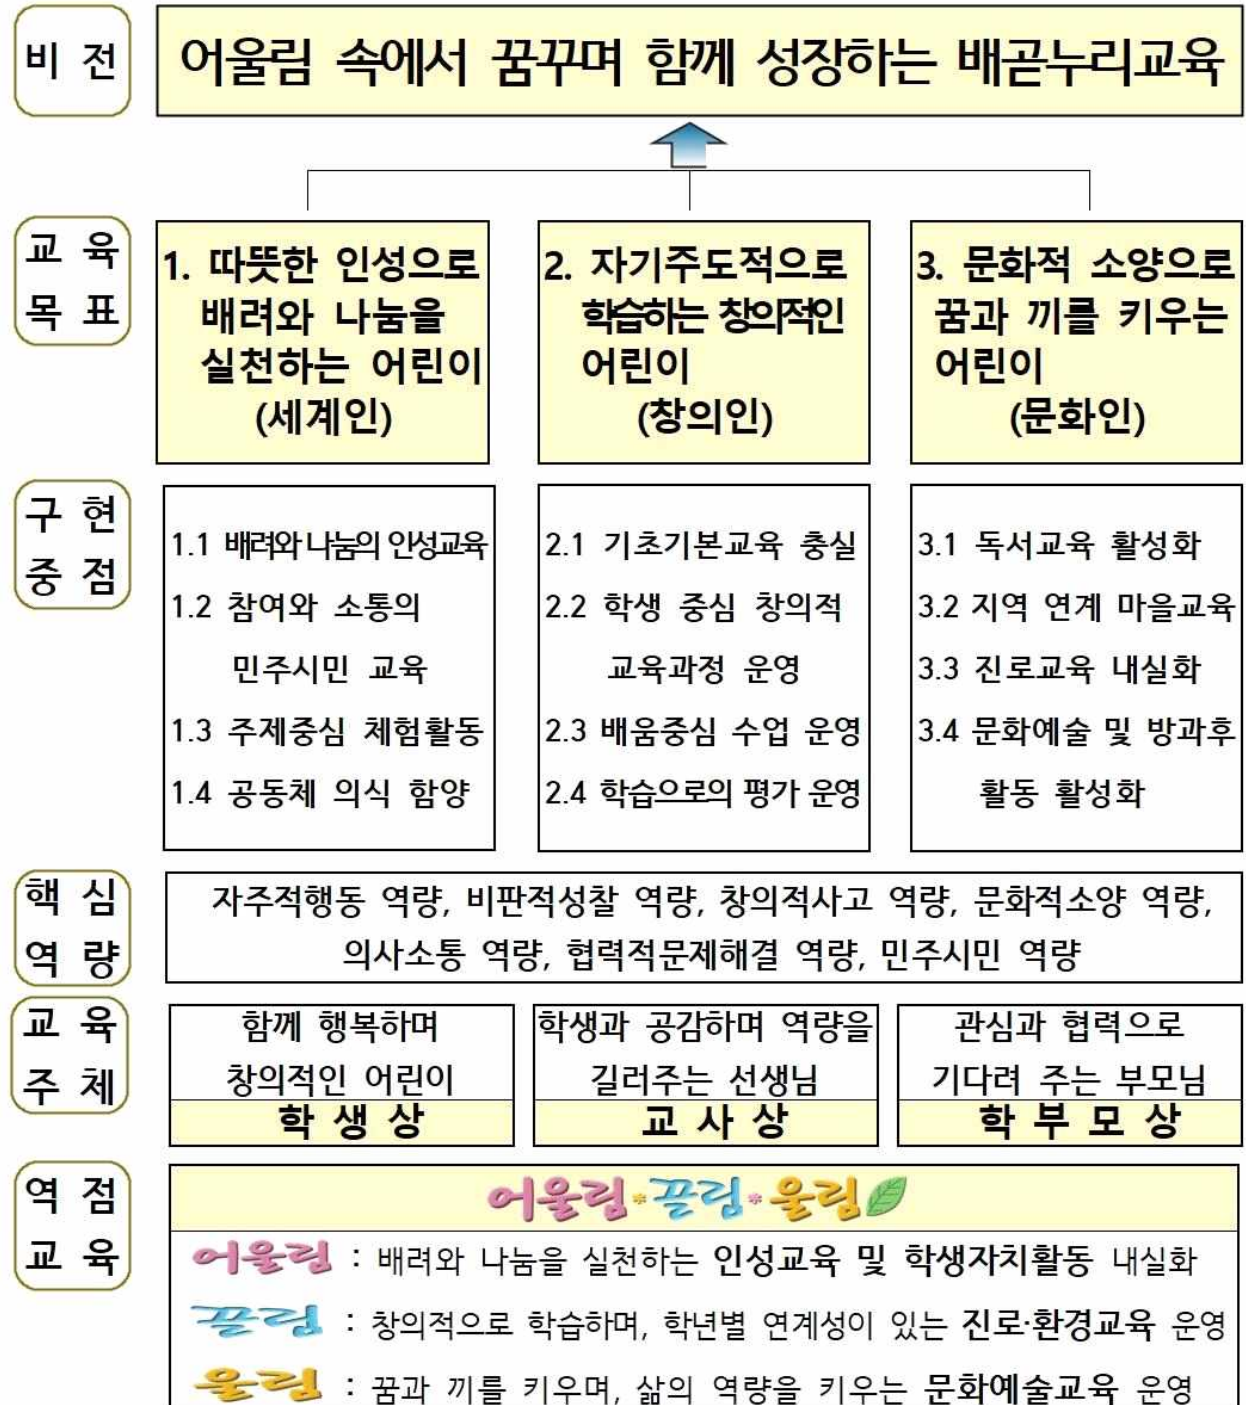 비 전
어울림 속에서 꿈꾸며 함께 성장하는 배곧누리교육
교 육
목 표
1. 따뜻한 인성으로
배려와 나눔을
실천하는 어린이
(세계인)
2. 자기주도적으로
학습하는 창의적인
어린이
(창의인)
3. 문화적 소양으로
꿈과 끼를 키우는
어린이
(문화인)
구 현
중 점
1.1 배려와 나눔의 인성교육
1.2 참여와 소통의
민주시민 교육
1.3 주제중심 체험활동
1.4 공동체 의식 함양
2.1 기초기본교육 충실
2.2 학생 중심 창의적
교육과정 운영
2.3 배움중심 수업 운영
2.4 학습으로의 평가 운영
3.1 독서교육 활성화
3.2 지역 연계 마을교육
3.3 진로교육 내실화
3.4 문화예술 및 방과후
활동 활성화
핵 심
역 량
자주적행동 역량, 비판적성찰 역량, 창의적사고 역량, 문화적소양 역량,
의사소통 역량, 협력적문제해결 역량, 민주시민 역량
교 육
주 체
함께 행복하며
창의적인 어린이
학 생 상
학생과 공감하며 역량을
길러주는 선생님
교 사 상
관심과 협력으로
기다려 주는 부모님
학 부 모 상
역 점
교 육
어울림*끌림*울림
어울림 : 배려와 나눔을 실천하는 인성교육 및 학생자치활동 내실화
끌림 : 창의적으로 학습하며, 학년별 연계성이 있는 진로·환경교육 운영
울림 : 꿈과 끼를 키우며, 삶의 역량을 키우는 문화예술교육 운영